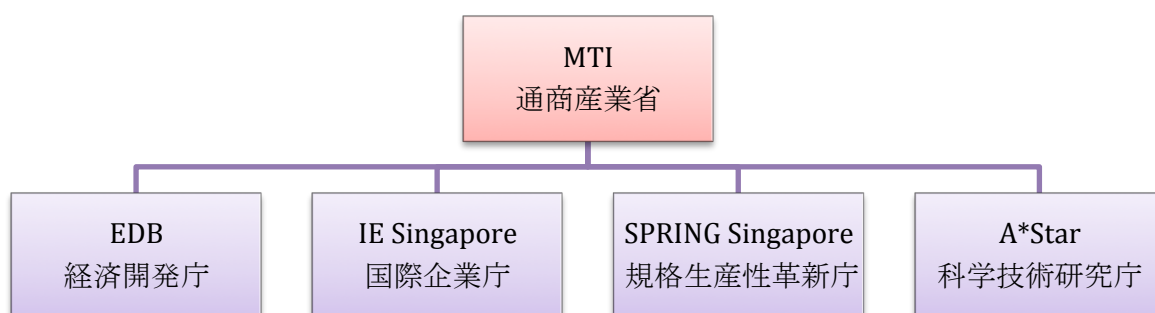 MTI
通商産業省
EDB
経済開発庁
IE Singapore
国際企業庁
SPRING Singapore
規格生産性革新庁
A*Star
科学技術研究庁